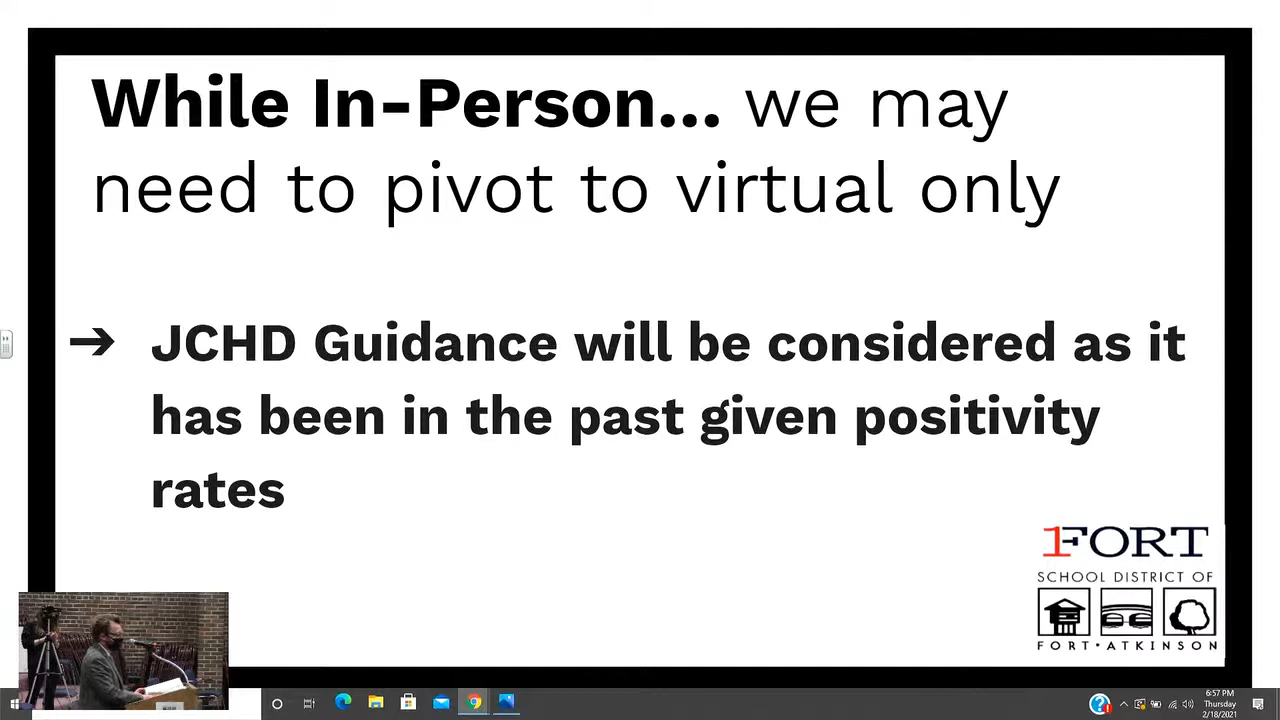 While In-Person... we may
need to pivot to virtual only
➔ JCHD Guidance will be considered as it
has been in the past given positivity
rates
1FORT
SCHOOL DISTRICT OF
FORT • ATKINSON
6:57 PM
Thursday
2/18/2021